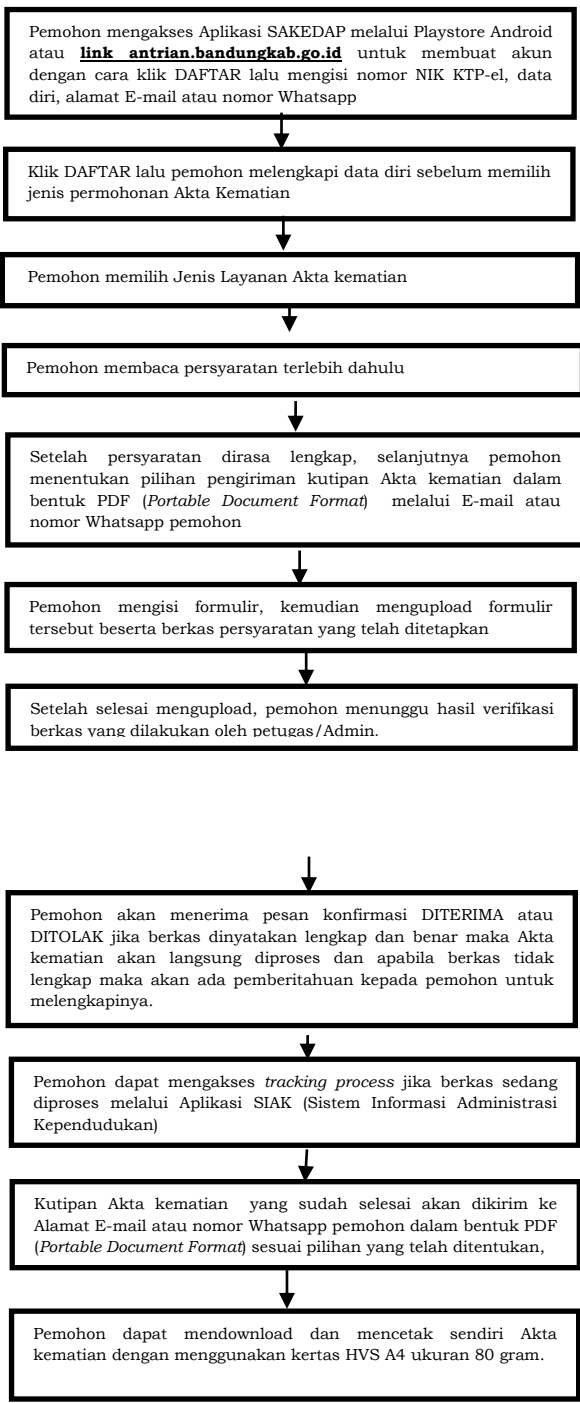 Pemohon mengakses Aplikasi SAKEDAP melalui Playstore Android
atau link antrian.bandungkab.go.id untuk membuat akun
dengan cara klik DAFTAR lalu mengisi nomor NIK KTP-el, data
diri, alamat E-mail atau nomor Whatsapp
Klik DAFTAR lalu pemohon melengkapi data diri sebelum memilih
jenis permohonan Akta Kematian
Pemohon memilih Jenis Layanan Akta kematian
Pemohon membaca persyaratan terlebih dahulu
Setelah persyaratan dirasa lengkap, selanjutnya pemohon
menentukan pilihan pengiriman kutipan Akta kematian dalam
bentuk PDF (Portable Document Format) melalui E-mail atau
nomor Whatsapp pemohon
Pemohon mengisi formulir, kemudian mengupload formulir
tersebut beserta berkas persyaratan yang telah ditetapkan
Setelah selesai mengupload, pemohon menunggu hasil verifikasi
berkas yang dilakukan oleh petugas/Admin.
Pemohon akan menerima pesan konfirmasi DITERIMA atau
DITOLAK jika berkas dinyatakan lengkap dan benar maka Akta
kematian akan langsung diproses dan apabila berkas tidak
lengkap maka akan ada pemberitahuan kepada pemohon untuk
melengkapinya.
Pemohon dapat mengakses tracking process jika berkas sedang
diproses melalui Aplikasi SIAK (Sistem Informasi Administrasi
Kependudukan)
Kutipan Akta kematian yang sudah selesai akan dikirim ke
Alamat E-mail atau nomor Whatsapp pemohon dalam bentuk PDF
(Portable Document Format) sesuai pilihan yang telah ditentukan,
Pemohon dapat mendownload dan mencetak sendiri Akta
kematian dengan menggunakan kertas HVS A4 ukuran 80 gram.